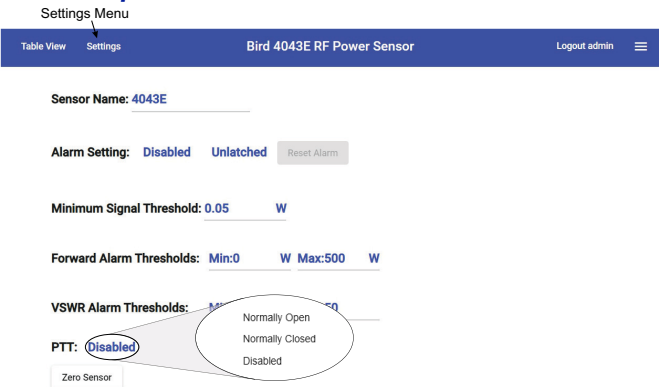 Settings Menu
Table View Settings Bird 4043E RF Power Sensor Logout admin
Sensor Name: 4043E
Alarm Setting: Disabled Unlatched Reset Alarm
Minimum Signal Threshold: 0.05 W
Forward Alarm Thresholds: Min:0 W Max:500 W
VSWR Alarm Thresholds:
Normally Open
Normally Closed
PTT: Disabled
Disabled
Zero Sensor